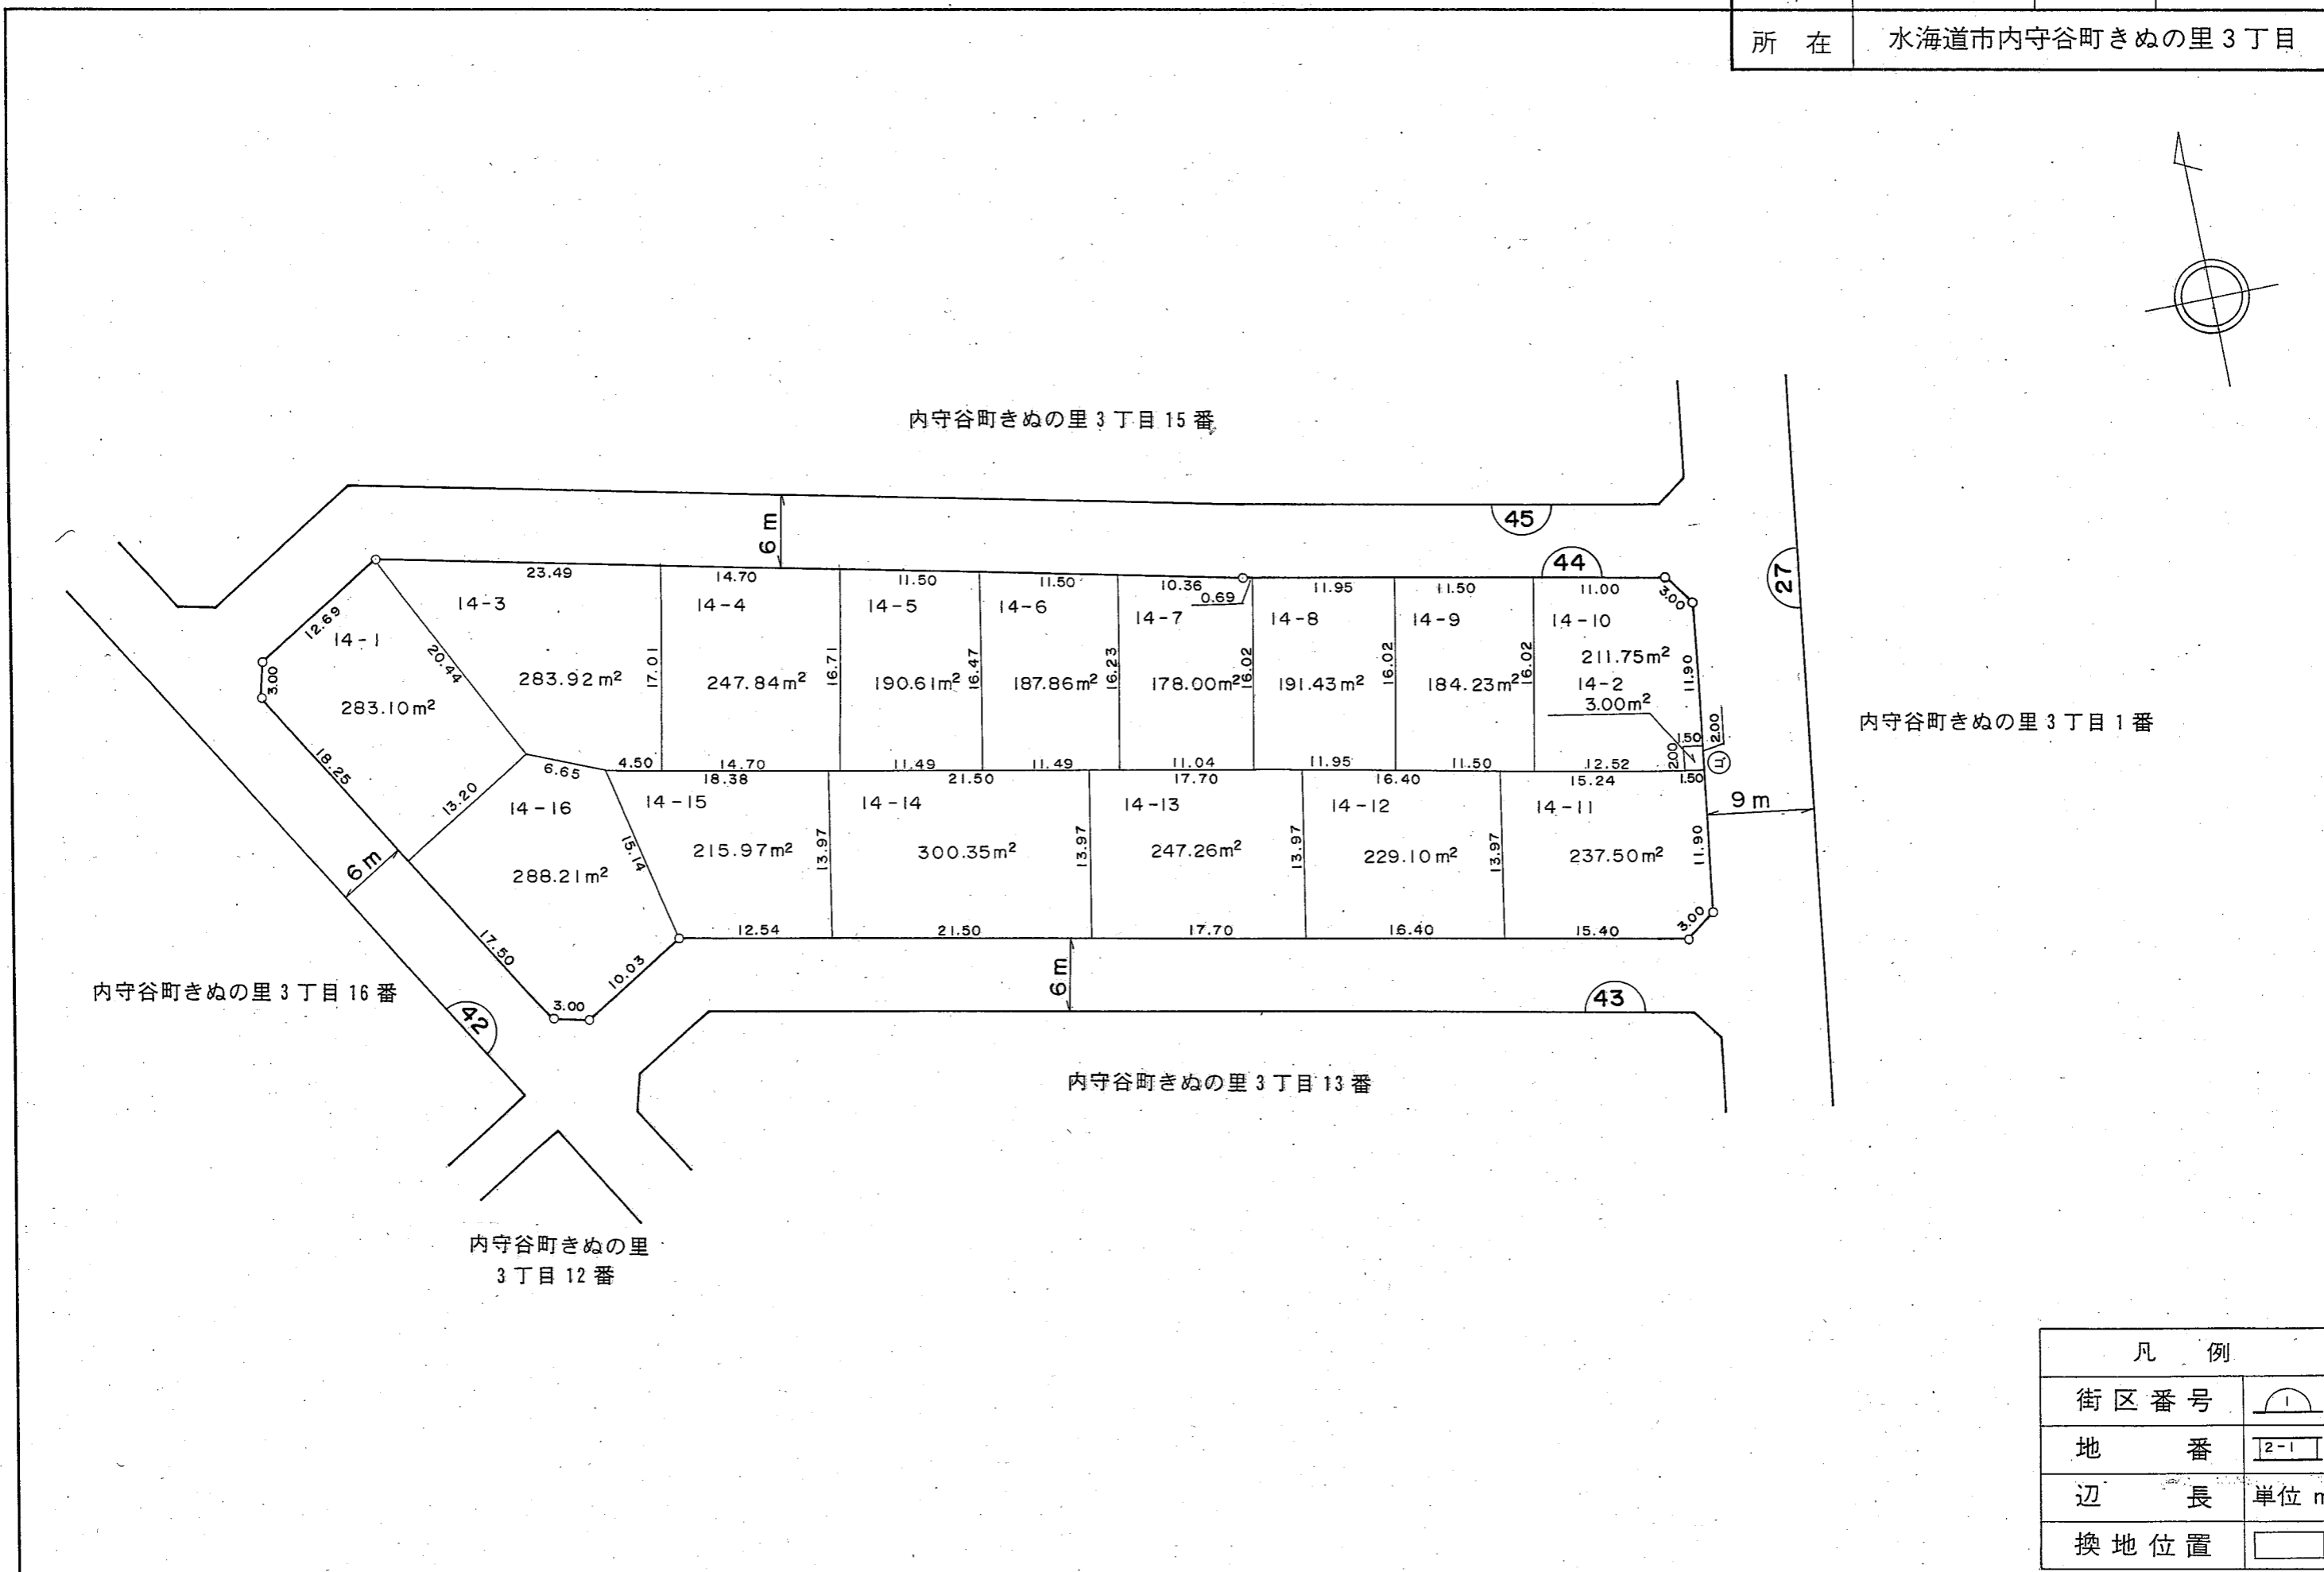 所 在 水海道市内守谷町きぬの里3丁目
内守谷町きぬの里3丁目15番
45
6m
44
27
23.49 14.70 11.50 11.50 10.36 0.69 11.95 11.50 11.00 3.00
14-3 14-4 14-5 14-6 14-7 14-8 14-9 14-10
12.69
14-1
20.44
3.00
283.10m²
283.92m²
17.01
247.84m²
16.71
190.61m²
16.47
187.86m²
16.23
178.00m²
16.02
191.43m²
16.02
184.23m²
16.02
211.75m²
11.90
14-2
3.00m²
1.50
2.00
2.00
1.50
内守谷町きぬの里3丁目1番
18.25
13.20
6.65 4.50 14.70 11.49 11.49 11.04 11.95 11.50 12.52
18.38 21.50 17.70 16.40 15.24
14-16 14-15 14-14 14-13 14-12 14-11
9m
288.21m²
15.14
215.97m²
13.97
300.35m²
13.97
247.26m²
13.97
229.10m²
13.97
237.50m²
11.90
6m
17.50
3.00
10.03
12.54 21.50 17.70 16.40 15.40
3.00
6m
43
42
内守谷町きぬの里3丁目16番
内守谷町きぬの里3丁目13番
内守谷町きぬの里
3丁目12番
凡 例
街区番号 1
地 番 2-1
辺 長 単位 m
換地位置